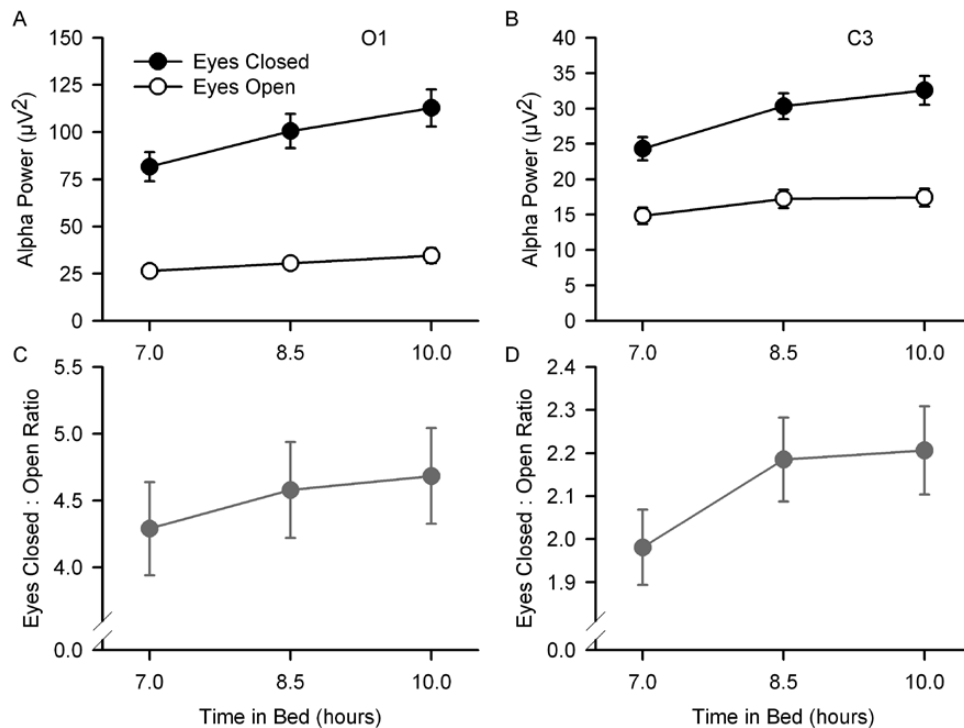 A
O1
Alpha Power (µV²)
150
125
100
75
50
25
0
Eyes Closed
Eyes Open
B
C3
Alpha Power (µV²)
40
35
30
25
20
15
10
5
0
7.0 8.5 10.0
7.0 8.5 10.0
C
Eyes Closed : Open Ratio
5.5
5.0
4.5
4.0
0.0
7.0 8.5 10.0
Time in Bed (hours)
D
Eyes Closed : Open Ratio
2.4
2.3
2.2
2.1
2.0
1.9
0.0
7.0 8.5 10.0
Time in Bed (hours)